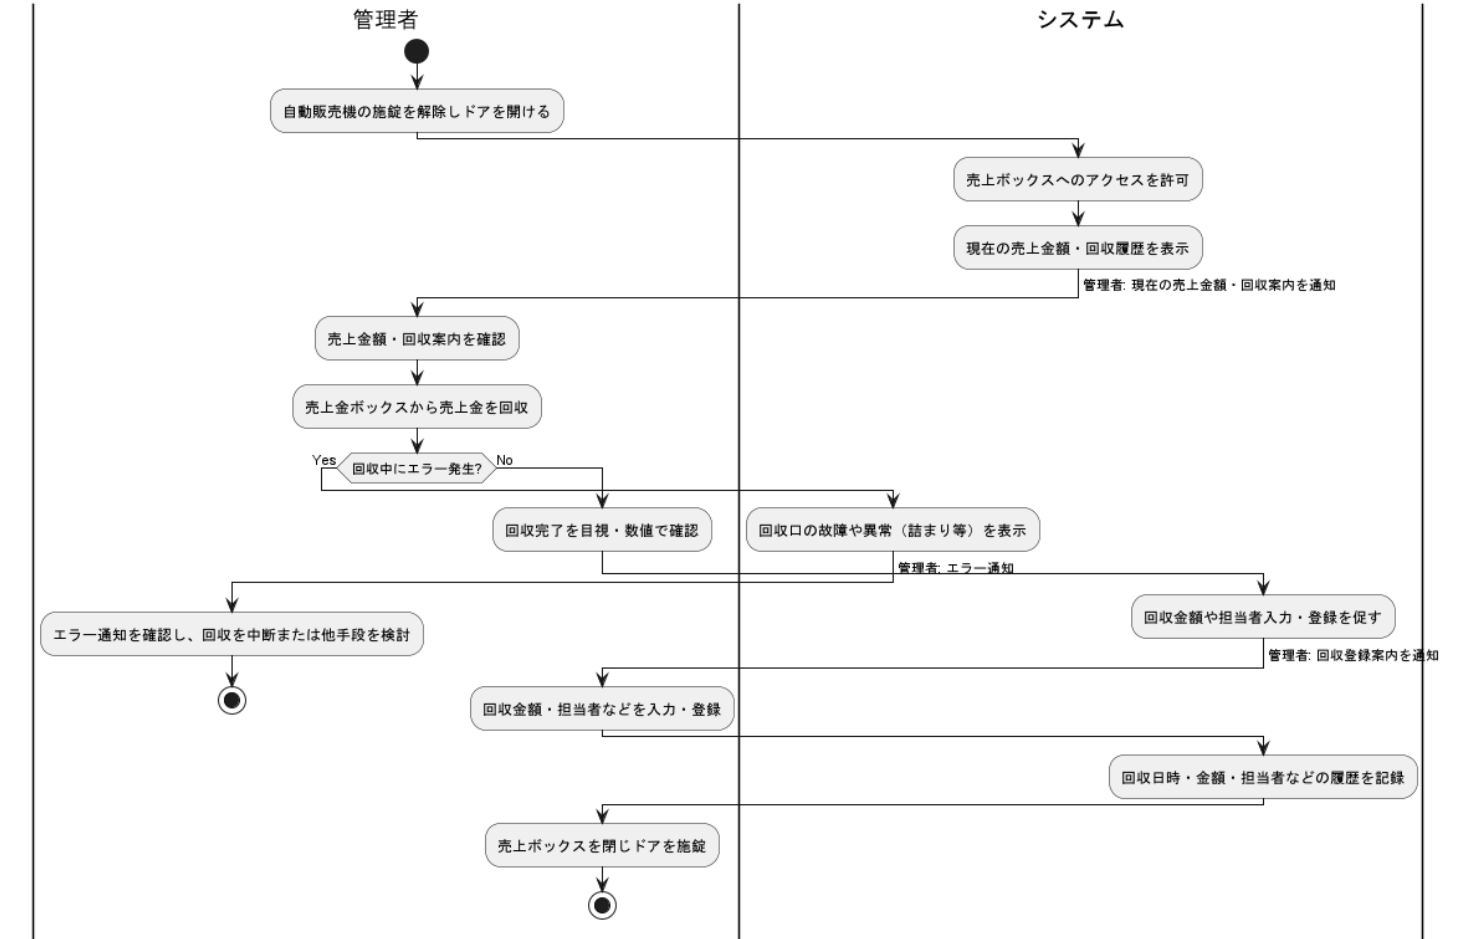 管理者
システム
自動販売機の施錠を解除しドアを開ける
売上ボックスへのアクセスを許可
現在の売上金額・回収履歴を表示
管理者: 現在の売上金額・回収案内を通知
売上金額・回収案内を確認
売上金ボックスから売上金を回収
Yes
回収中にエラー発生?
No
回収完了を目視・数値で確認
回収口の故障や異常（詰まり等）を表示
管理者: エラー通知
回収金額や担当者入力・登録を促す
エラー通知を確認し、回収を中断または他手段を検討
管理者: 回収登録案内を通知
回収金額・担当者などを入力・登録
回収日時・金額・担当者などの履歴を記録
売上ボックスを閉じドアを施錠